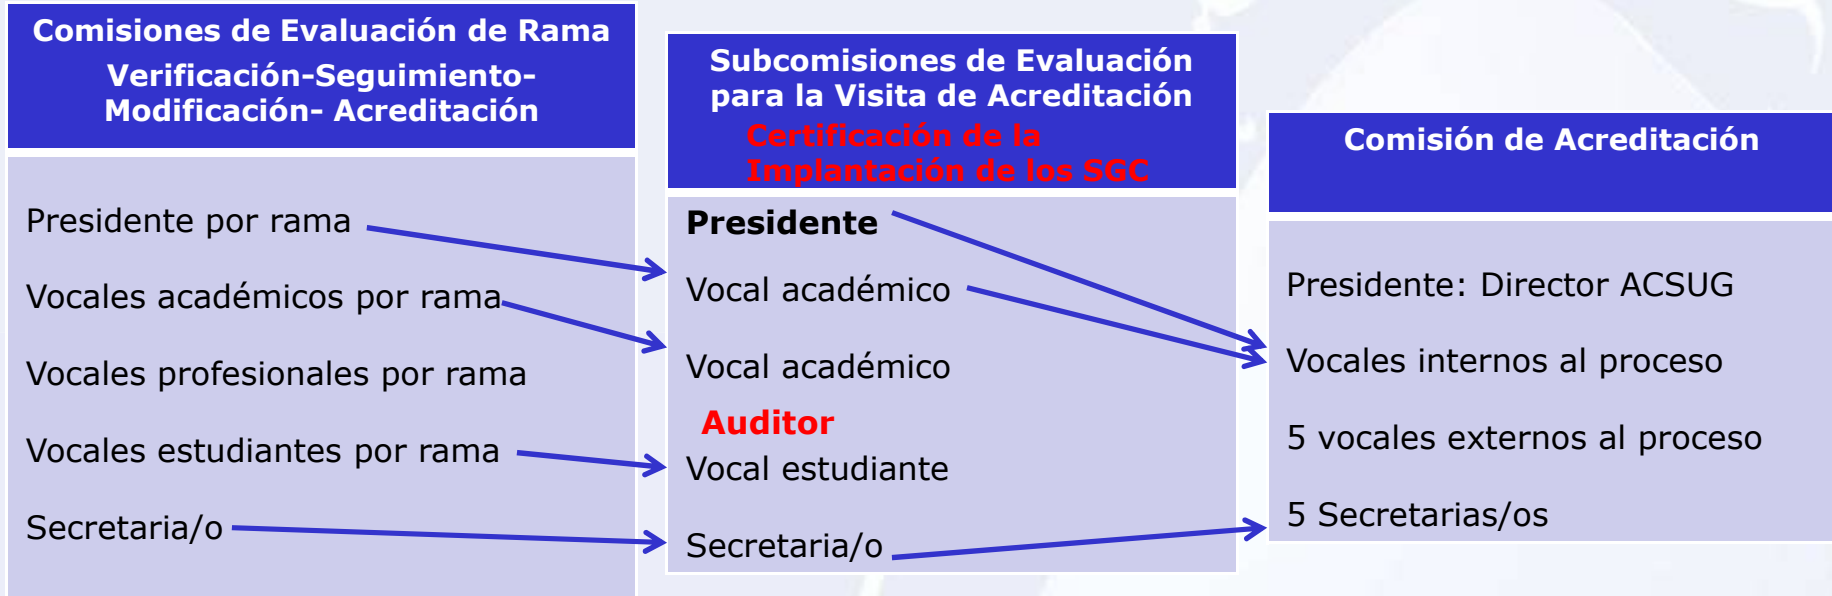 Comisiones de Evaluación de Rama
Verificación-Seguimiento-
Modificación- Acreditación
Presidente por rama
Vocales académicos por rama
Vocales profesionales por rama
Vocales estudiantes por rama
Secretaria/o
Subcomisiones de Evaluación
para la Visita de Acreditación
Certificación de la
Implantación de los SGC
Presidente
Vocal académico
Vocal académico
Auditor
Vocal estudiante
Secretaria/o
Comisión de Acreditación
Presidente: Director ACSUG
Vocales internos al proceso
5 vocales externos al proceso
5 Secretarias/os